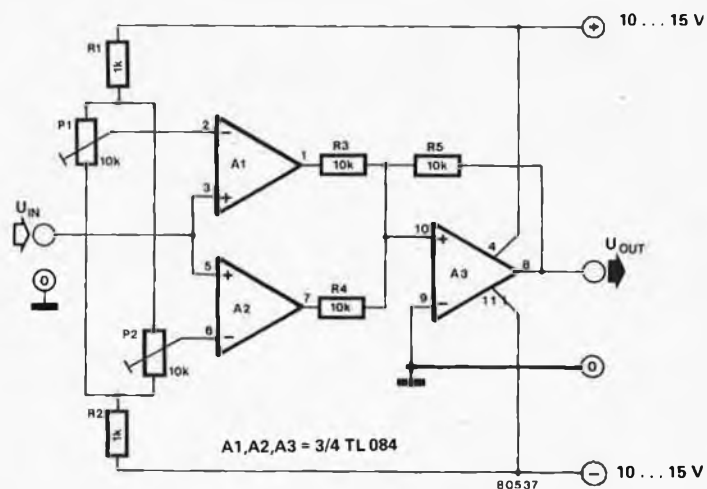 10 ... 15 V
+
R1
1k
P1
10k
2
−
A1
1
3
+
R3
10k
R5
10k
U_IN
0
5
+
A2
7
6
−
R4
10k
P2
10k
10
+
A3
4
8
9
−
11
U_OUT
0
R2
1k
A1,A2,A3 = 3/4 TL 084
80537
−
10 ... 15 V